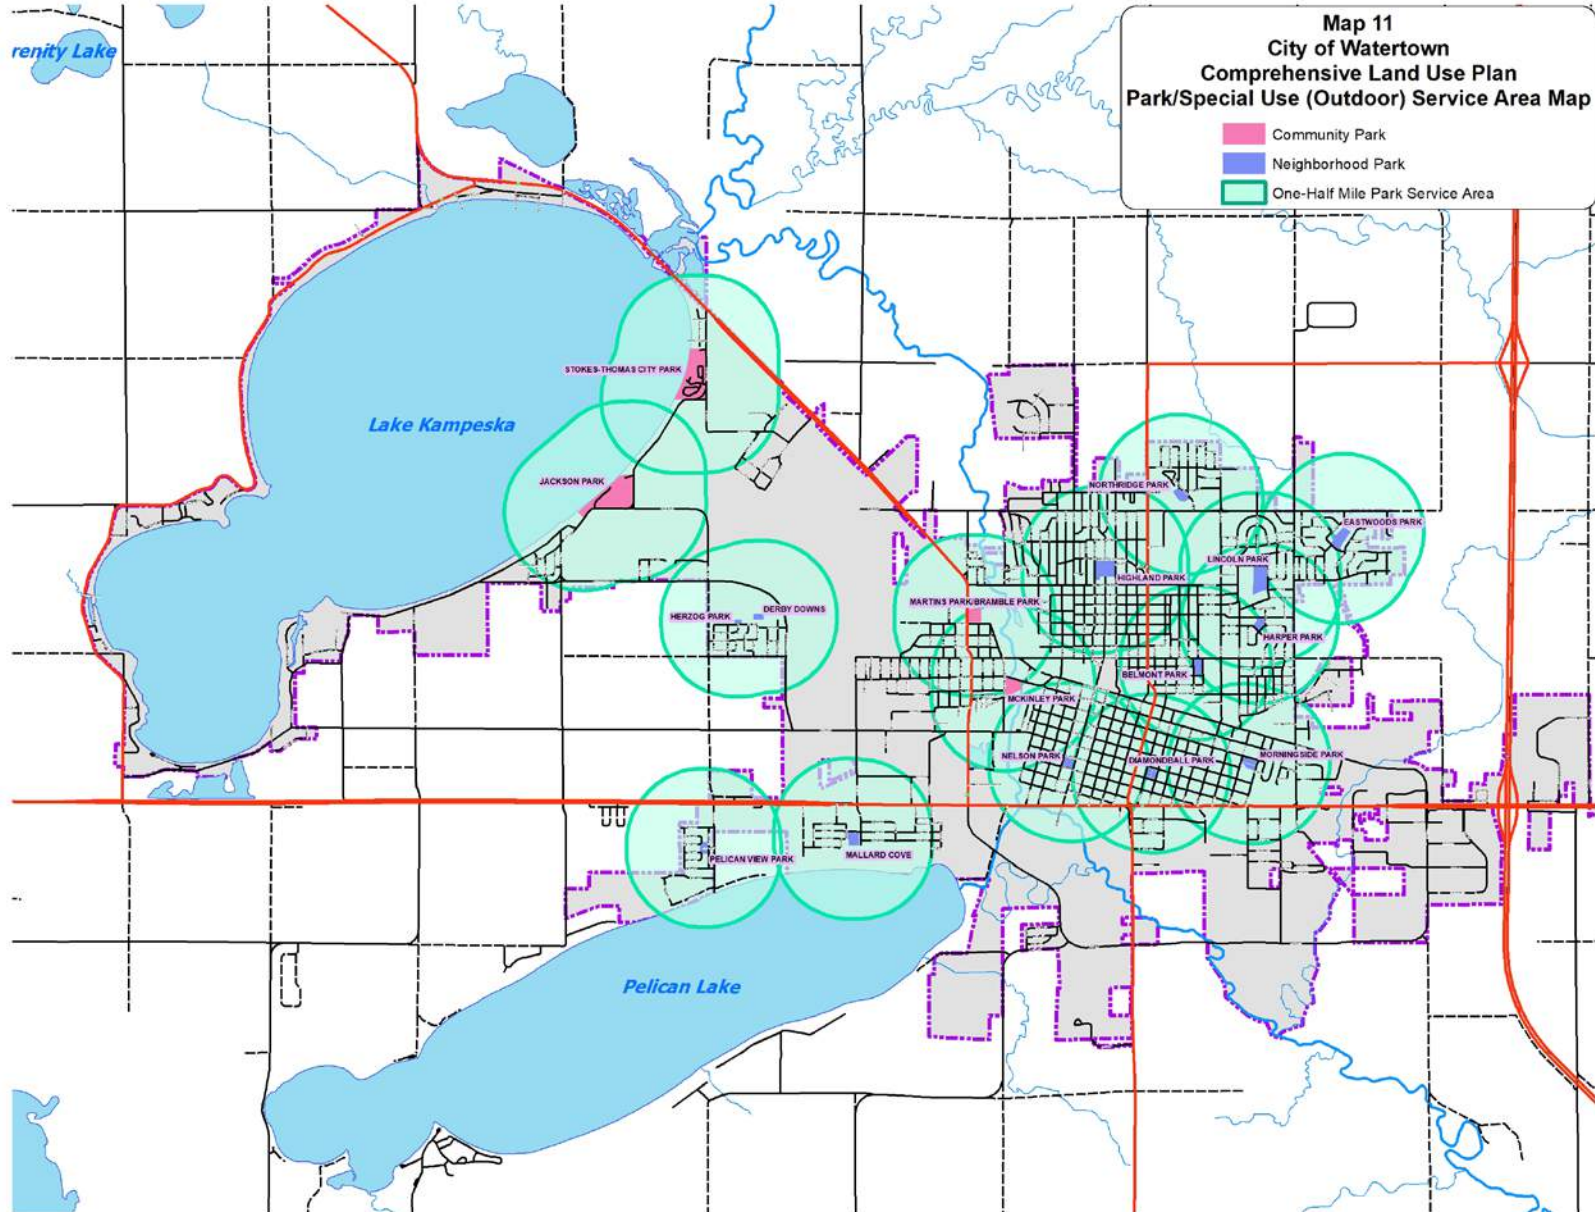 Map 11
City of Watertown
Comprehensive Land Use Plan
Park/Special Use (Outdoor) Service Area Map
Community Park
Neighborhood Park
One-Half Mile Park Service Area
renity Lake
STOKES-THOMAS CITY PARK
Lake Kampeska
JACKSON PARK
NORTHRIDGE PARK
EASTWOODS PARK
LINCOLN PARK
HIGHLAND PARK
MARTINS PARK/BRAMBLE PARK
HERZOG PARK
DERBY DOWNS
HARPER PARK
BELMONT PARK
MCKINLEY PARK
NELSON PARK
DIAMONDBALL PARK
MORNINGSIDE PARK
PELICAN VIEW PARK
MALLARD COVE
Pelican Lake